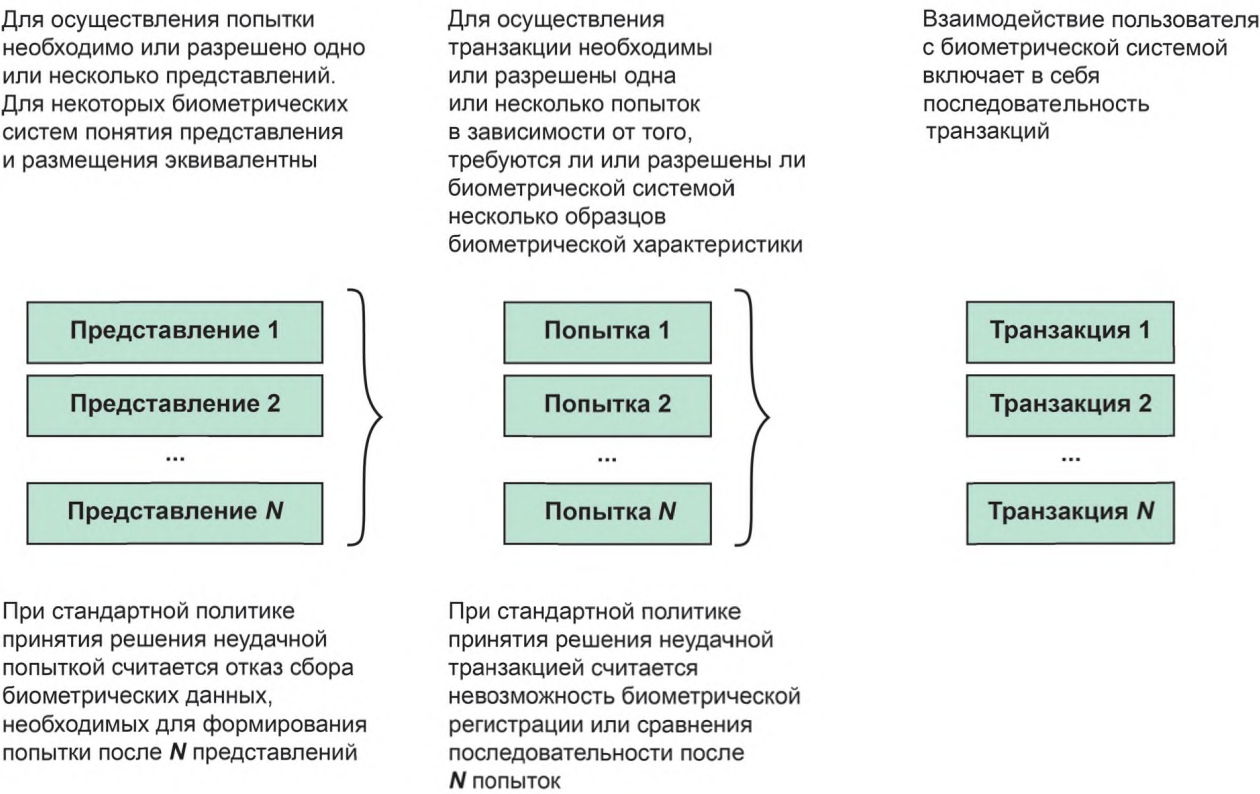 Для осуществления попытки
необходимо или разрешено одно
или несколько представлений.
Для некоторых биометрических
систем понятия представления
и размещения эквивалентны
Для осуществления
транзакции необходимы
или разрешены одна
или несколько попыток
в зависимости от того,
требуются ли или разрешены ли
биометрической системой
несколько образцов
биометрической характеристики
Взаимодействие пользователя
с биометрической системой
включает в себя
последовательность
транзакций
Представление 1
Представление 2
...
Представление N
Попытка 1
Попытка 2
...
Попытка N
Транзакция 1
Транзакция 2
...
Транзакция N
При стандартной политике
принятия решения неудачной
попыткой считается отказ сбора
биометрических данных,
необходимых для формирования
попытки после N представлений
При стандартной политике
принятия решения неудачной
транзакцией считается
невозможность биометрической
регистрации или сравнения
последовательности после
N попыток